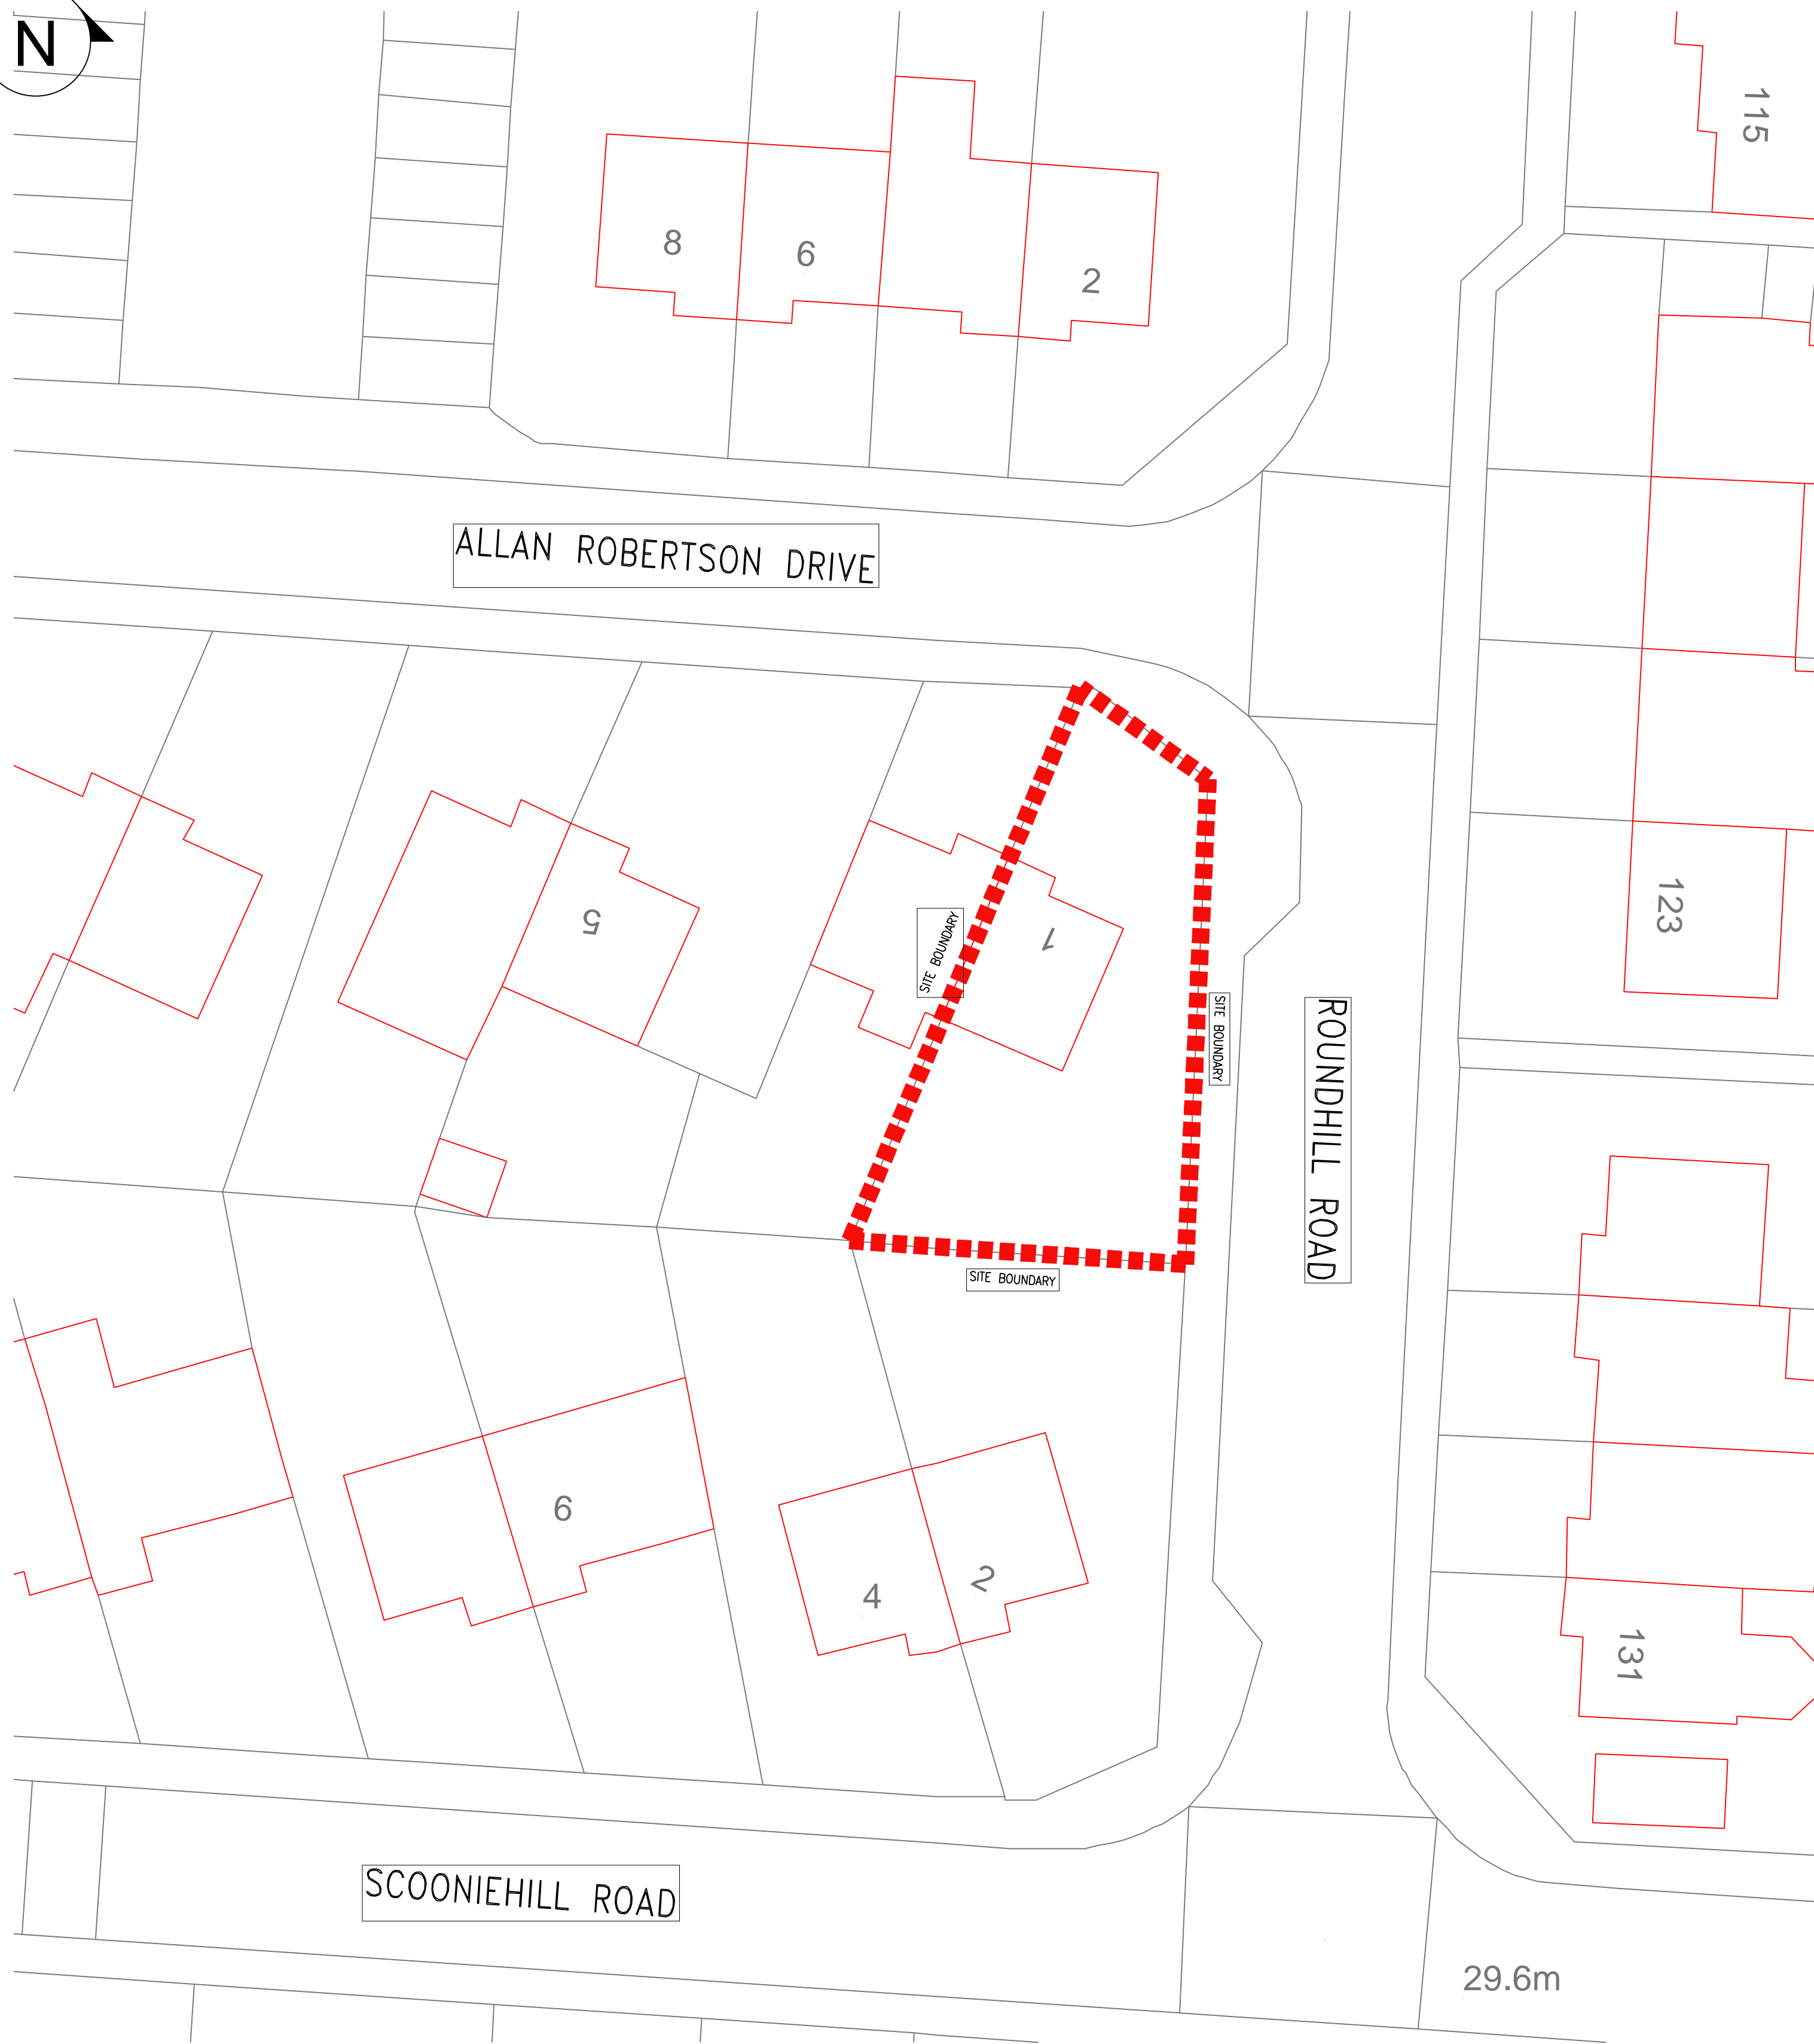 N
115
8
6
2
ALLAN ROBERTSON DRIVE
5
1
123
SITE BOUNDARY
SITE BOUNDARY
ROUNDHILL ROAD
SITE BOUNDARY
6
4
2
131
SCOONIEHILL ROAD
29.6m